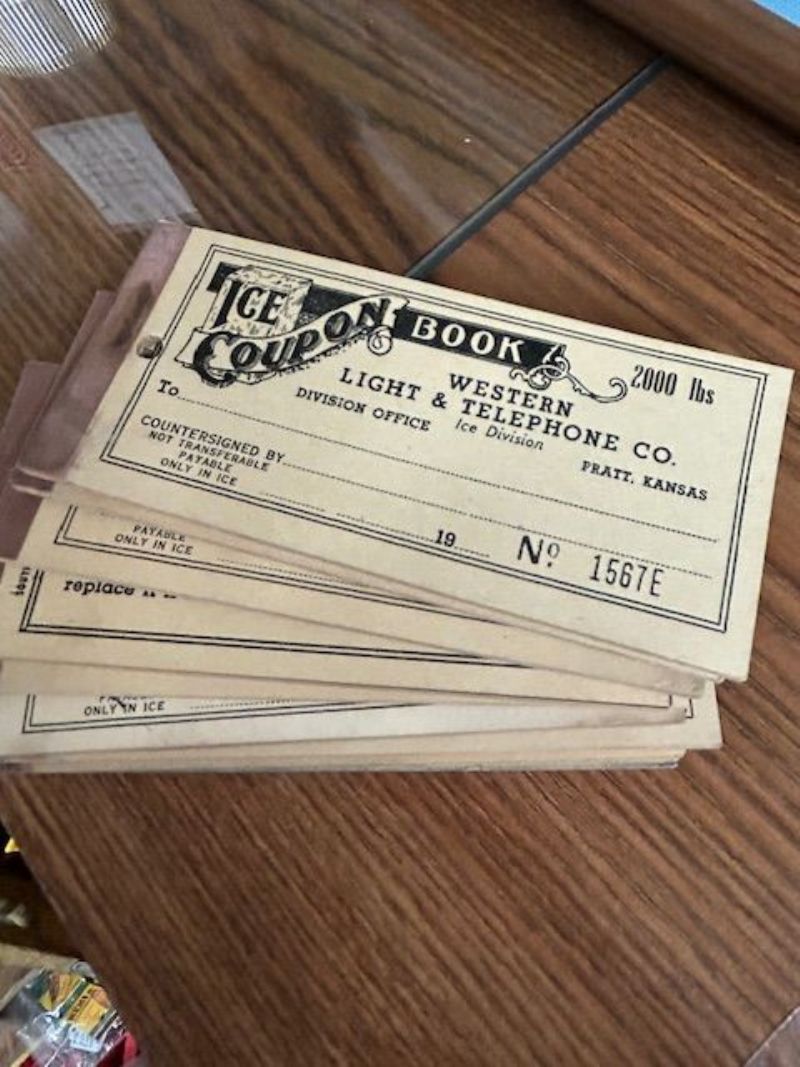 ICE
COUPON BOOK
2000 lbs
WESTERN
LIGHT & TELEPHONE CO.
DIVISION OFFICE Ice Division PRATT, KANSAS
To
COUNTERSIGNED BY
NOT TRANSFERABLE
PAYABLE
ONLY IN ICE
19
Nº 1567E
PAYABLE
ONLY IN ICE
replace
ONLY IN ICE